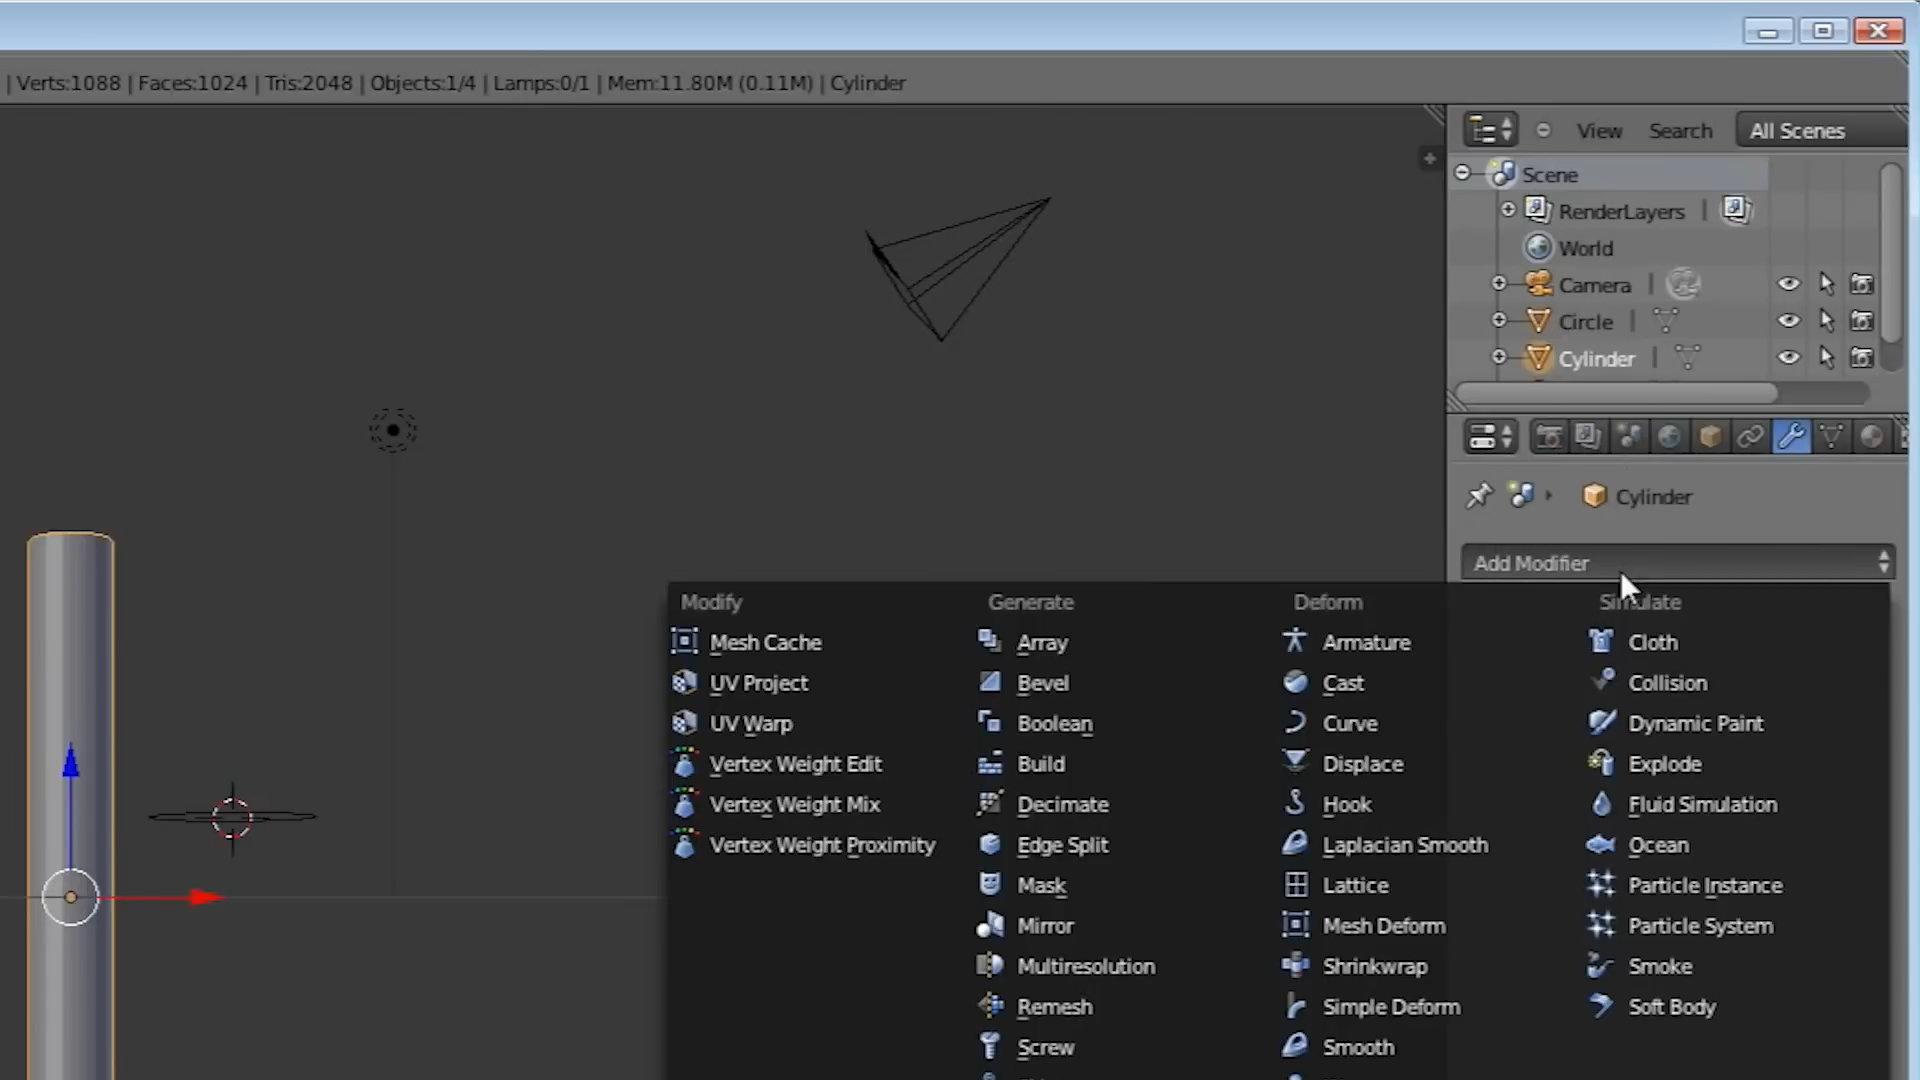 | Verts:1088 | Faces:1024 | Tris:2048 | Objects:1/4 | Lamps:0/1 | Mem:11.80M (0.11M) | Cylinder
View Search All Scenes
Scene
RenderLayers |
World
Camera |
Circle |
Cylinder |
Cylinder
Add Modifier
Modify Generate Deform Simulate
Mesh Cache Array Armature Cloth
UV Project Bevel Cast Collision
UV Warp Boolean Curve Dynamic Paint
Vertex Weight Edit Build Displace Explode
Vertex Weight Mix Decimate Hook Fluid Simulation
Vertex Weight Proximity Edge Split Laplacian Smooth Ocean
Mask Lattice Particle Instance
Mirror Mesh Deform Particle System
Multiresolution Shrinkwrap Smoke
Remesh Simple Deform Soft Body
Screw Smooth